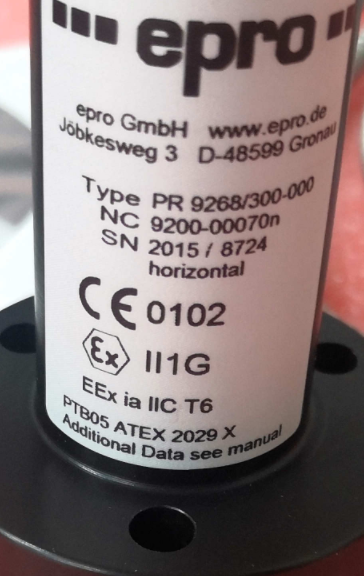 epro
epro GmbH www.epro.de
Jöbkesweg 3 D-48599 Gronau
Type PR 9268/300-000
NC 9200-00070n
SN 2015 / 8724
horizontal
CE 0102
Ex II1G
EEx ia IIC T6
PTB05 ATEX 2029 X
Additional Data see manual